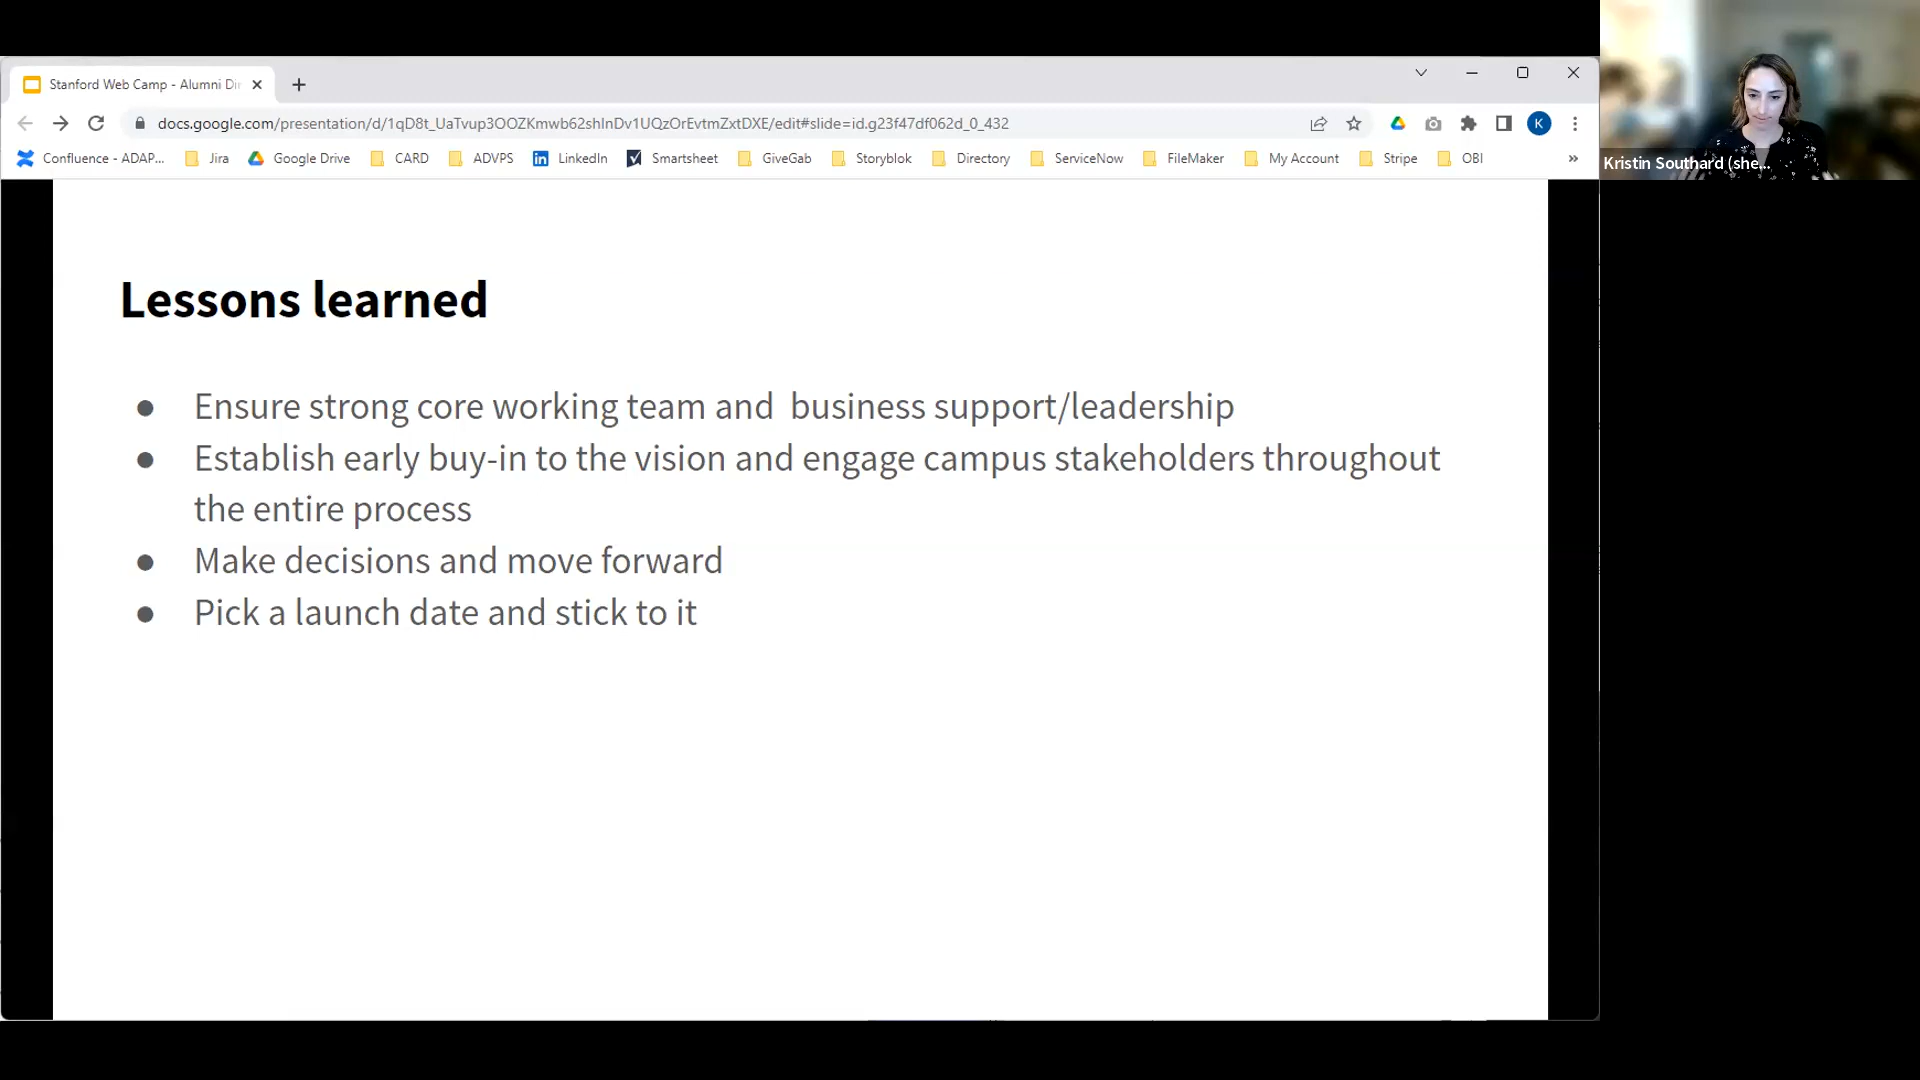 Stanford Web Camp - Alumni Di
docs.google.com/presentation/d/1qD8t_UaTvup3OOZKmwb62shInDv1UQzOrEvtmZxtDXE/edit#slide=id.g23f47df062d_0_432
K
Confluence - ADAP... Jira Google Drive CARD ADVPS LinkedIn Smartsheet GiveGab Storyblok Directory ServiceNow FileMaker My Account Stripe OBI »
Kristin Southard (she...
Lessons learned
● Ensure strong core working team and  business support/leadership
● Establish early buy-in to the vision and engage campus stakeholders throughout
the entire process
● Make decisions and move forward
● Pick a launch date and stick to it